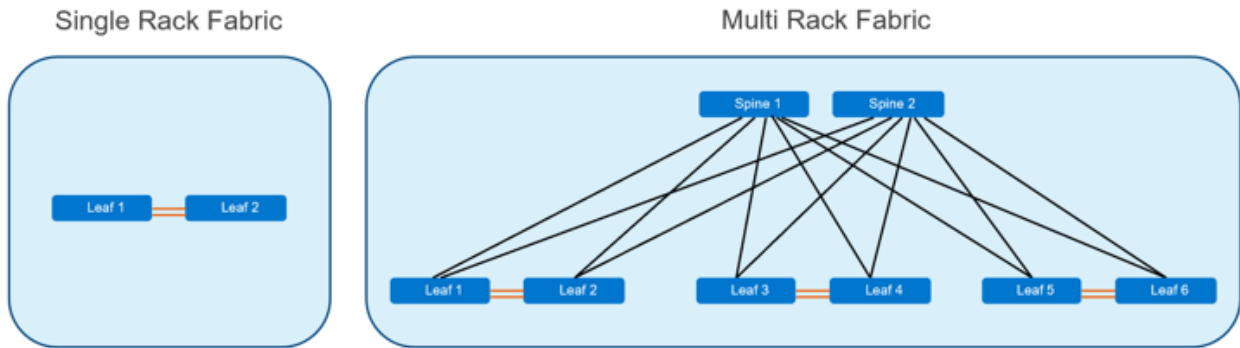 Single Rack Fabric
Multi Rack Fabric
Spine 1
Spine 2
Leaf 1
Leaf 2
Leaf 1
Leaf 2
Leaf 3
Leaf 4
Leaf 5
Leaf 6